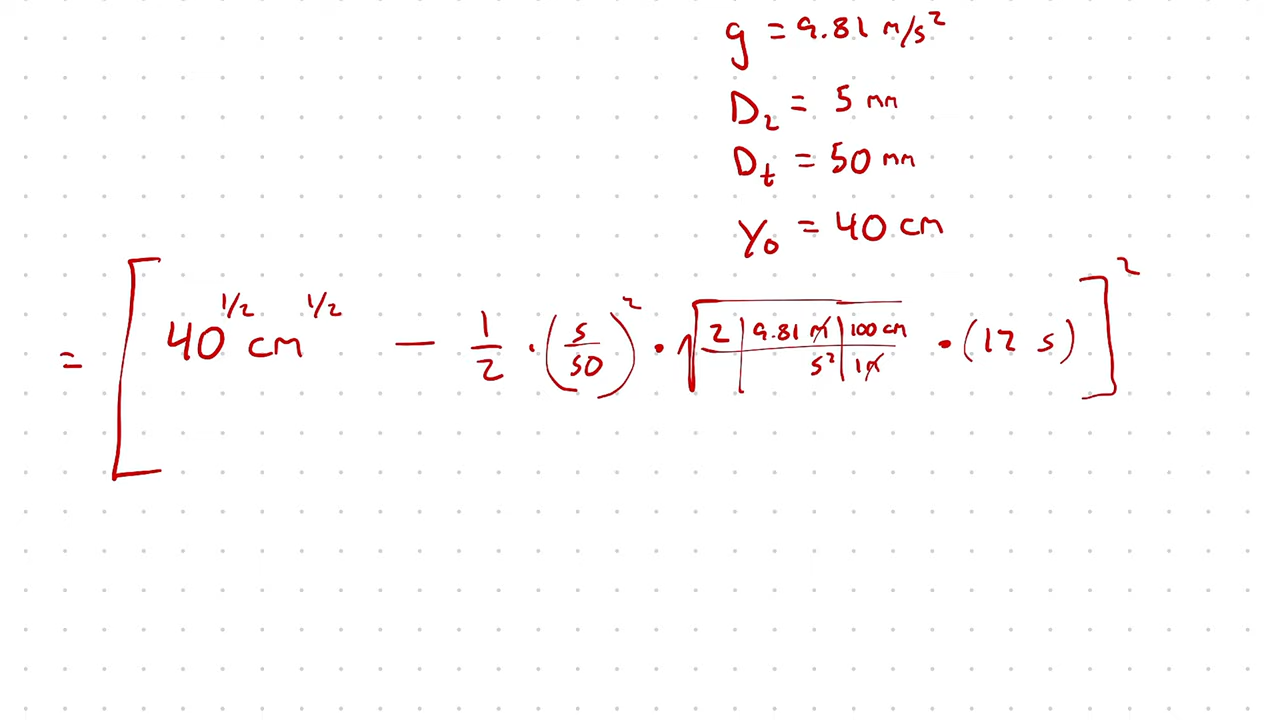 g = 9.81 m/s²
D₂ = 5 mm
Dₜ = 50 mm
y₀ = 40 cm
= [ 40^1/2 cm^1/2 — 1/2 · (5/50)² · √(2 | 9.81 m | 100 cm / s² | 1 m) · (12 s) ]²